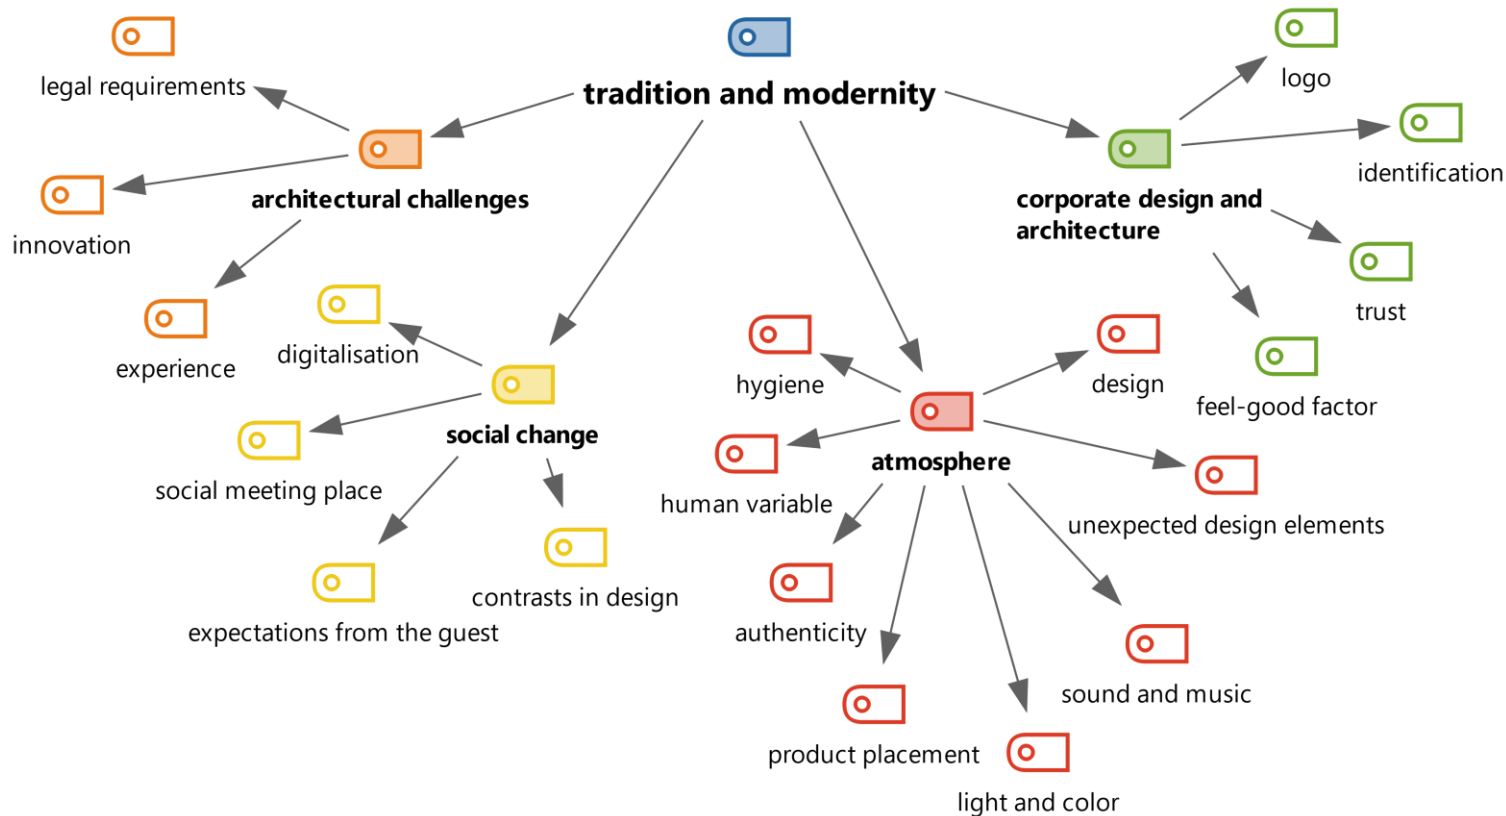 tradition and modernity
legal requirements
architectural challenges
innovation
experience
digitalisation
social change
social meeting place
expectations from the guest
contrasts in design
hygiene
design
atmosphere
human variable
unexpected design elements
authenticity
sound and music
product placement
light and color
logo
identification
corporate design and
architecture
trust
feel-good factor